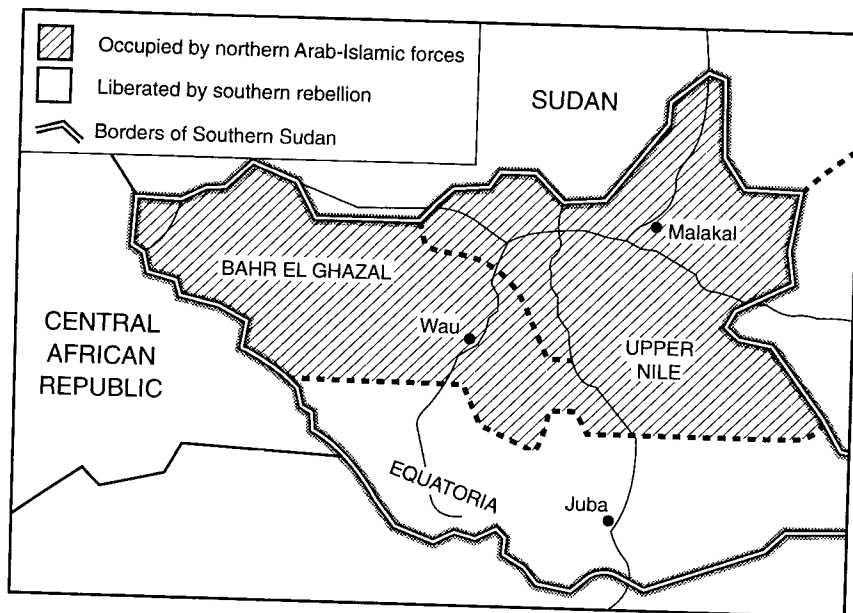 Occupied by northern Arab-Islamic forces
Liberated by southern rebellion
Borders of Southern Sudan
SUDAN
Malakal
BAHR EL GHAZAL
CENTRAL
AFRICAN
REPUBLIC
Wau
UPPER
NILE
EQUATORIA
Juba